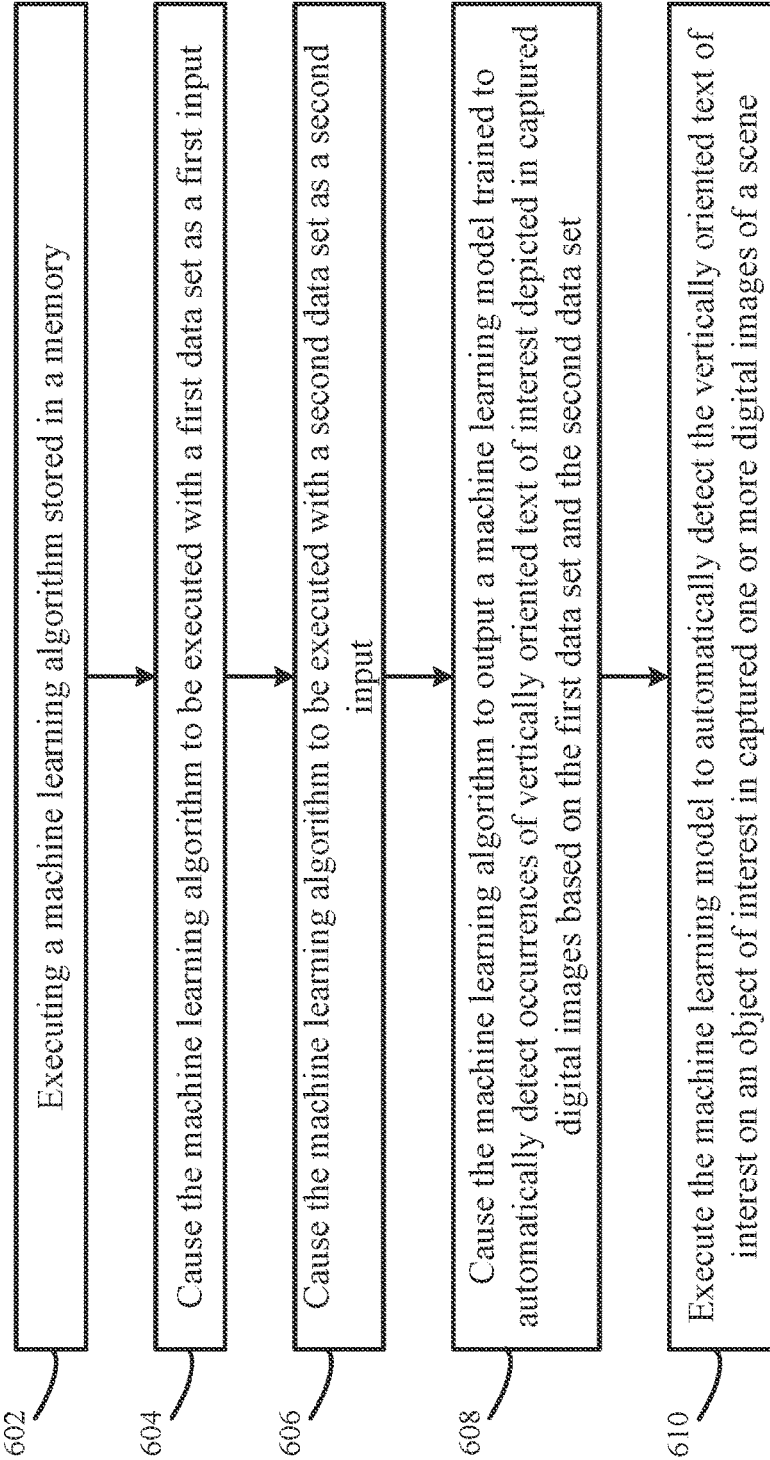 602
Executing a machine learning algorithm stored in a memory
604
Cause the machine learning algorithm to be executed with a first data set as a first input
606
Cause the machine learning algorithm to be executed with a second data set as a second
input
608
Cause the machine learning algorithm to output a machine learning model trained to
automatically detect occurrences of vertically oriented text of interest depicted in captured
digital images based on the first data set and the second data set
610
Execute the machine learning model to automatically detect the vertically oriented text of
interest on an object of interest in captured one or more digital images of a scene